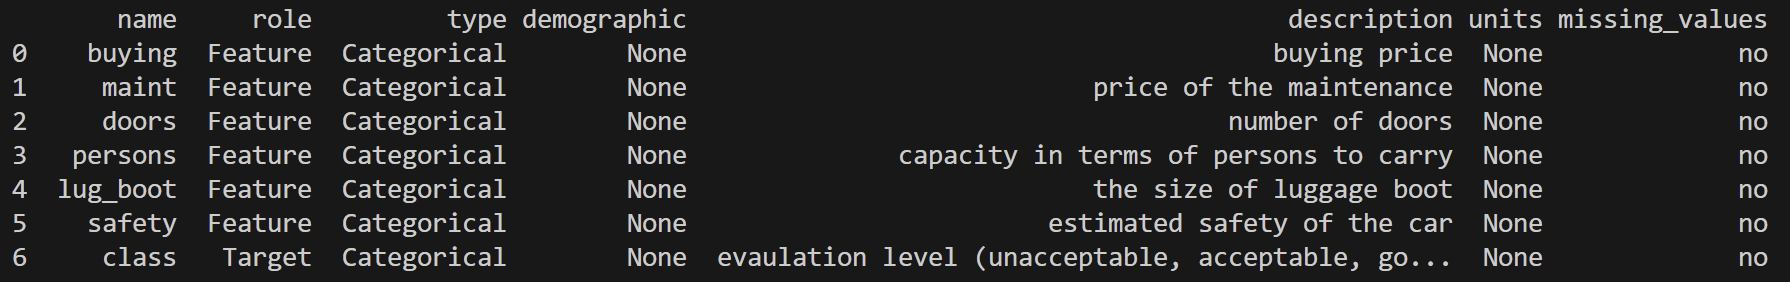 name role type demographic description units missing_values
0 buying Feature Categorical None buying price None no
1 maint Feature Categorical None price of the maintenance None no
2 doors Feature Categorical None number of doors None no
3 persons Feature Categorical None capacity in terms of persons to carry None no
4 lug_boot Feature Categorical None the size of luggage boot None no
5 safety Feature Categorical None estimated safety of the car None no
6 class Target Categorical None evaulation level (unacceptable, acceptable, go... None no